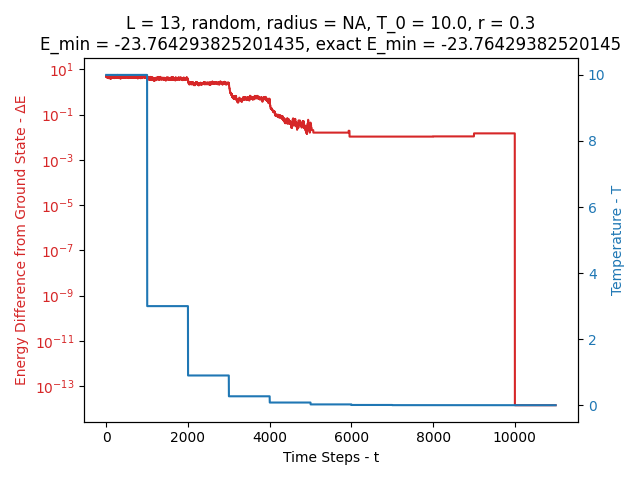 L = 13, random, radius = NA, T_0 = 10.0, r = 0.3
E_min = -23.764293825201435, exact E_min = -23.76429382520145
Energy Difference from Ground State - ΔE
10¹
10⁻¹
10⁻³
10⁻⁵
10⁻⁷
10⁻⁹
10⁻¹¹
10⁻¹³
10
8
6
4
2
0
Temperature - T
0 2000 4000 6000 8000 10000
Time Steps - t